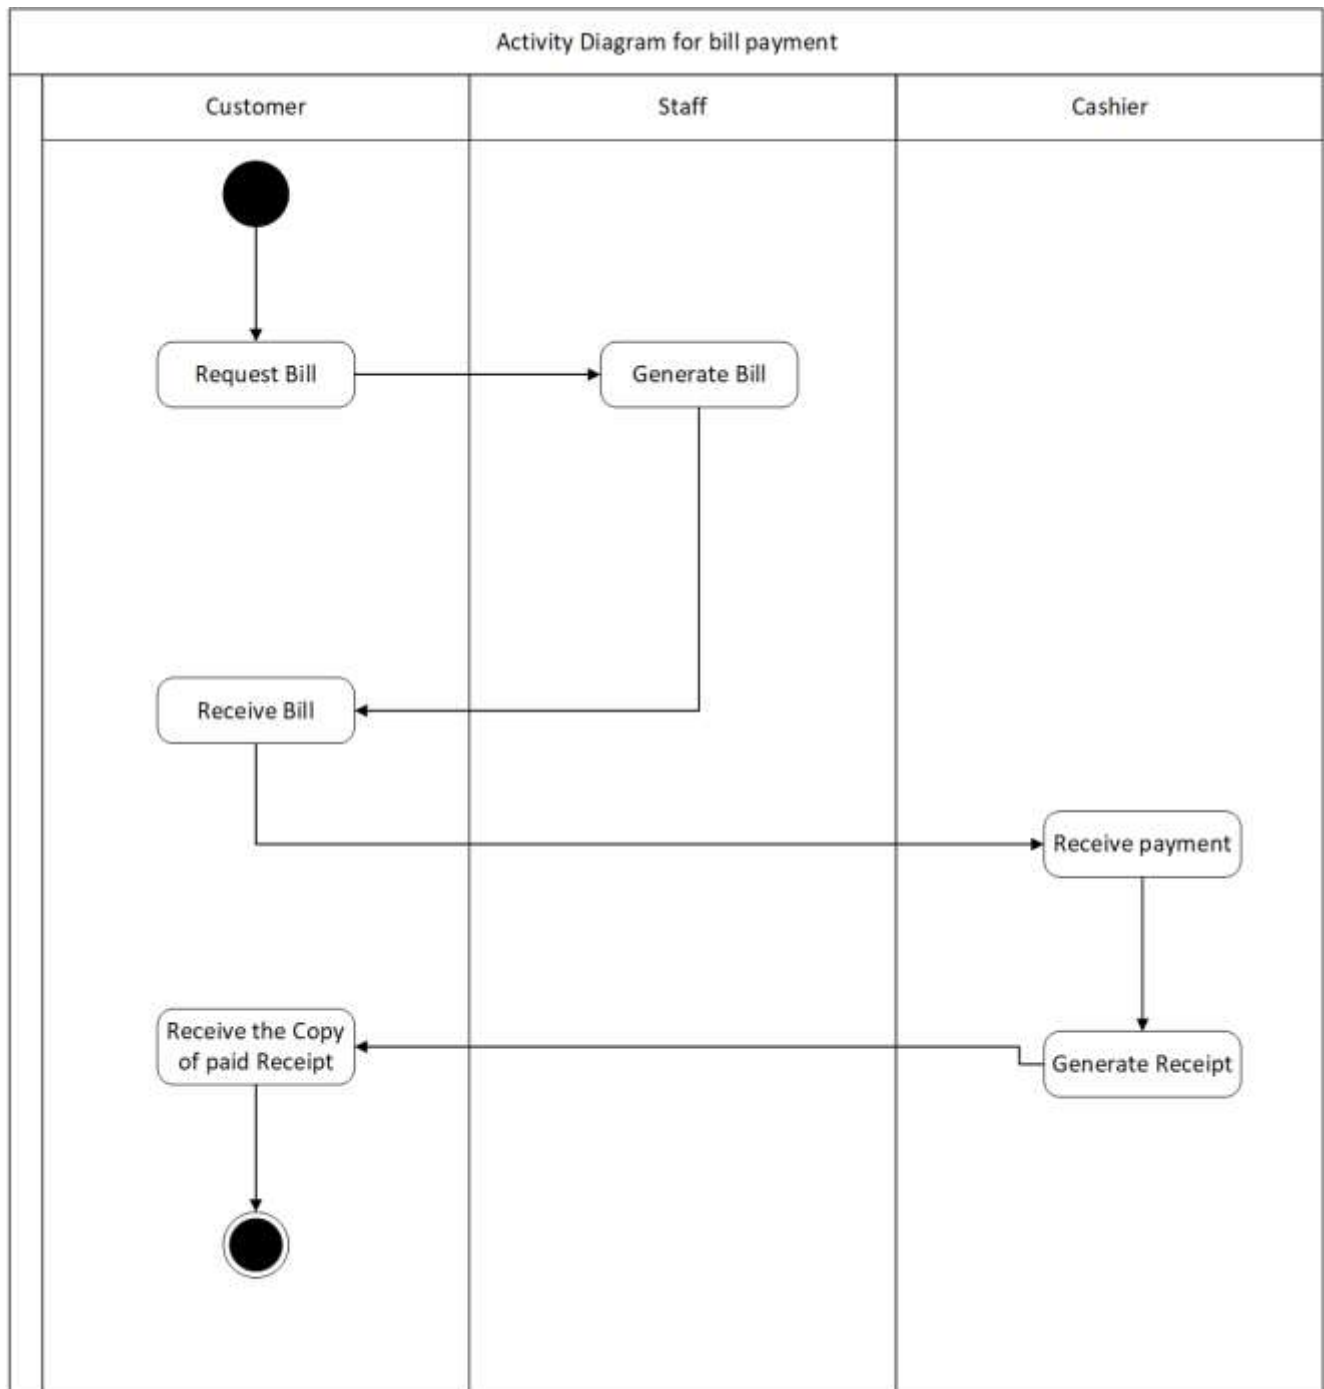 Activity Diagram for bill payment
Customer
Staff
Cashier
Request Bill
Generate Bill
Receive Bill
Receive payment
Receive the Copy
of paid Receipt
Generate Receipt